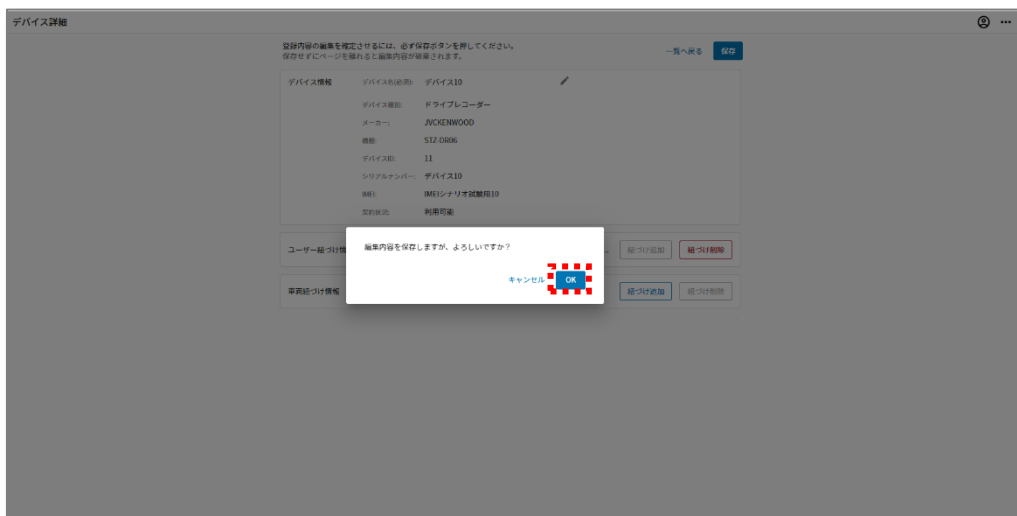 デバイス詳細
登録内容の編集を確定させるには、必ず保存ボタンを押してください。
保存せずにページを離れると編集内容が破棄されます。
一覧へ戻る 保存
デバイス情報 デバイス名(必須): デバイス10
デバイス種別: ドライブレコーダー
メーカー: JVCKENWOOD
機種: STZ-DR06
デバイスID: 11
シリアルナンバー: デバイス10
IMEI: IMEIシナリオ試験用10
契約状況: 利用可能
ユーザー紐づけ情 紐づけ追加 紐づけ削除
編集内容を保存しますが、よろしいですか?
キャンセル OK
車両紐づけ情報 紐づけ追加 紐づけ削除